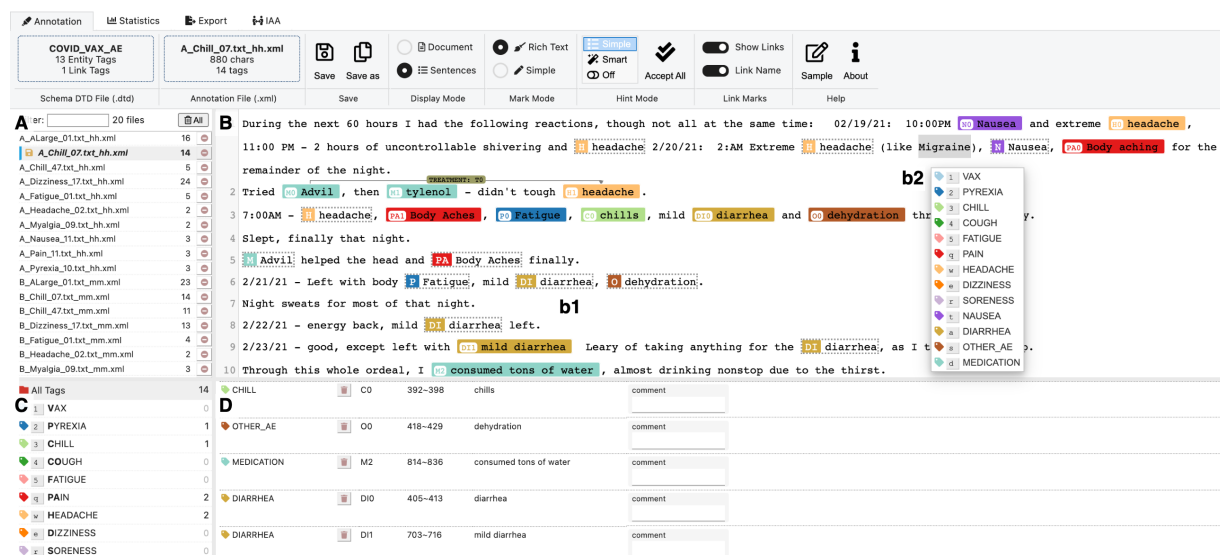 Annotation Statistics Export IAA
COVID_VAX_AE
13 Entity Tags
1 Link Tags
Schema DTD File (.dtd)
A_Chill_07.txt_hh.xml
880 chars
14 tags
Annotation File (.xml)
Save Save as
Save
Document
Sentences
Display Mode
Rich Text
Simple
Mark Mode
Simple
Smart
Off
Accept All
Hint Mode
Show Links
Link Name
Link Marks
Sample About
Help
A er: 20 files All
A_ALarge_01.txt_hh.xml 16
A_Chill_07.txt_hh.xml 14
A_Chill_47.txt_hh.xml 5
A_Dizziness_17.txt_hh.xml 24
A_Fatigue_01.txt_hh.xml 5
A_Headache_02.txt_hh.xml 2
A_Myalgia_09.txt_hh.xml 2
A_Nausea_11.txt_hh.xml 3
A_Pain_11.txt_hh.xml 3
A_Pyrexia_10.txt_hh.xml 3
B_ALarge_01.txt_mm.xml 23
B_Chill_07.txt_mm.xml 14
B_Chill_47.txt_mm.xml 11
B_Dizziness_17.txt_mm.xml 13
B_Fatigue_01.txt_mm.xml 4
B_Headache_02.txt_mm.xml 2
B_Myalgia_09.txt_mm.xml 3
B During the next 60 hours I had the following reactions, though not all at the same time: 02/19/21: 10:00PM N0 Nausea and extreme H0 headache ,
11:00 PM - 2 hours of uncontrollable shivering and H headache 2/20/21: 2:AM Extreme H headache (like Migraine), N Nausea, PA0 Body aching for the
remainder of the night.
TREATMENT: T0
2 Tried M0 Advil , then M1 tylenol - didn't tough H1 headache .
3 7:00AM - H headache, PA1 Body Aches , P0 Fatigue , C0 chills , mild DI0 diarrhea and O0 dehydration thr y.
4 Slept, finally that night.
5 M Advil helped the head and PA Body Aches finally.
6 2/21/21 - Left with body P Fatigue, mild DI diarrhea, O dehydration.
7 Night sweats for most of that night.
b1
8 2/22/21 - energy back, mild DI diarrhea left.
9 2/23/21 - good, except left with DI1 mild diarrhea Leery of taking anything for the DI diarrhea, as I t o.
10 Through this whole ordeal, I M2 consumed tons of water , almost drinking nonstop due to the thirst.
b2
1 VAX
2 PYREXIA
3 CHILL
4 COUGH
5 FATIGUE
q PAIN
w HEADACHE
e DIZZINESS
r SORENESS
t NAUSEA
a DIARRHEA
s OTHER_AE
d MEDICATION
All Tags 14
C 1 VAX 0
2 PYREXIA 1
3 CHILL 1
4 COUGH 0
5 FATIGUE 0
q PAIN 2
w HEADACHE 2
e DIZZINESS 0
r SORENESS
D
CHILL C0 392~398 chills comment
OTHER_AE O0 418~429 dehydration comment
MEDICATION M2 814~836 consumed tons of water comment
DIARRHEA DI0 405~413 diarrhea comment
DIARRHEA DI1 703~716 mild diarrhea comment